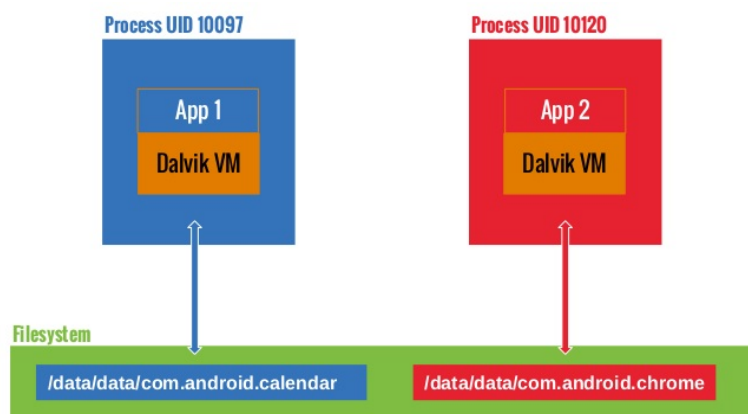 Process UID 10097
Process UID 10120
App 1
App 2
Dalvik VM
Dalvik VM
Filesystem
/data/data/com.android.calendar
/data/data/com.android.chrome